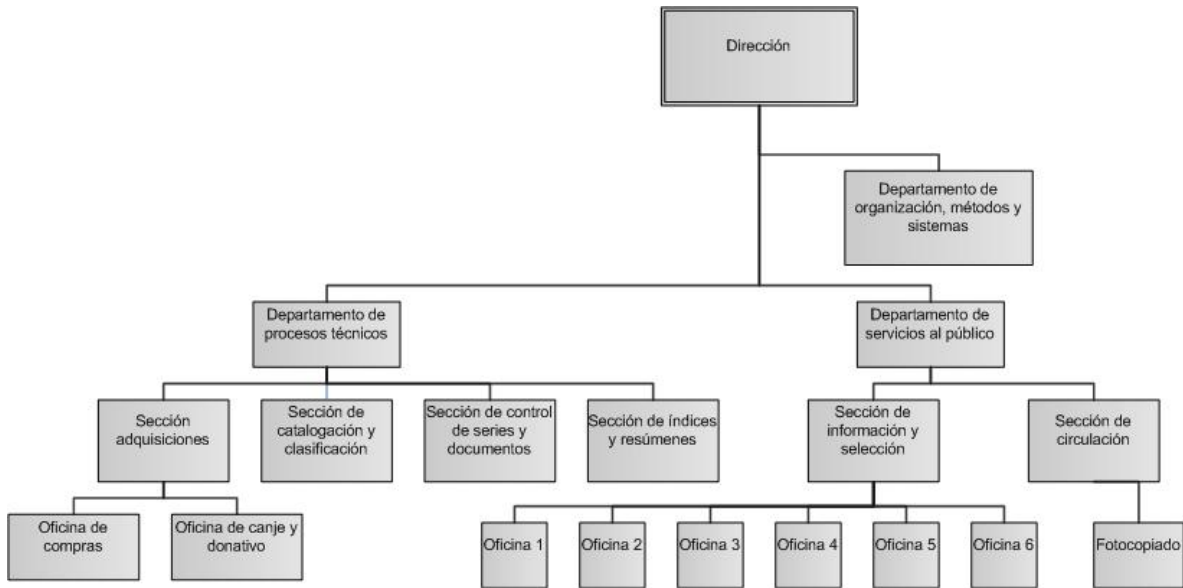 Dirección
Departamento de
organización, métodos y
sistemas
Departamento de
procesos técnicos
Departamento de
servicios al público
Sección
adquisiciones
Sección de
catalogación y
clasificación
Sección de control
de series y
documentos
Sección de índices
y resúmenes
Sección de
información y
selección
Sección de
circulación
Oficina de
compras
Oficina de canje y
donativo
Oficina 1
Oficina 2
Oficina 3
Oficina 4
Oficina 5
Oficina 6
Fotocopiado